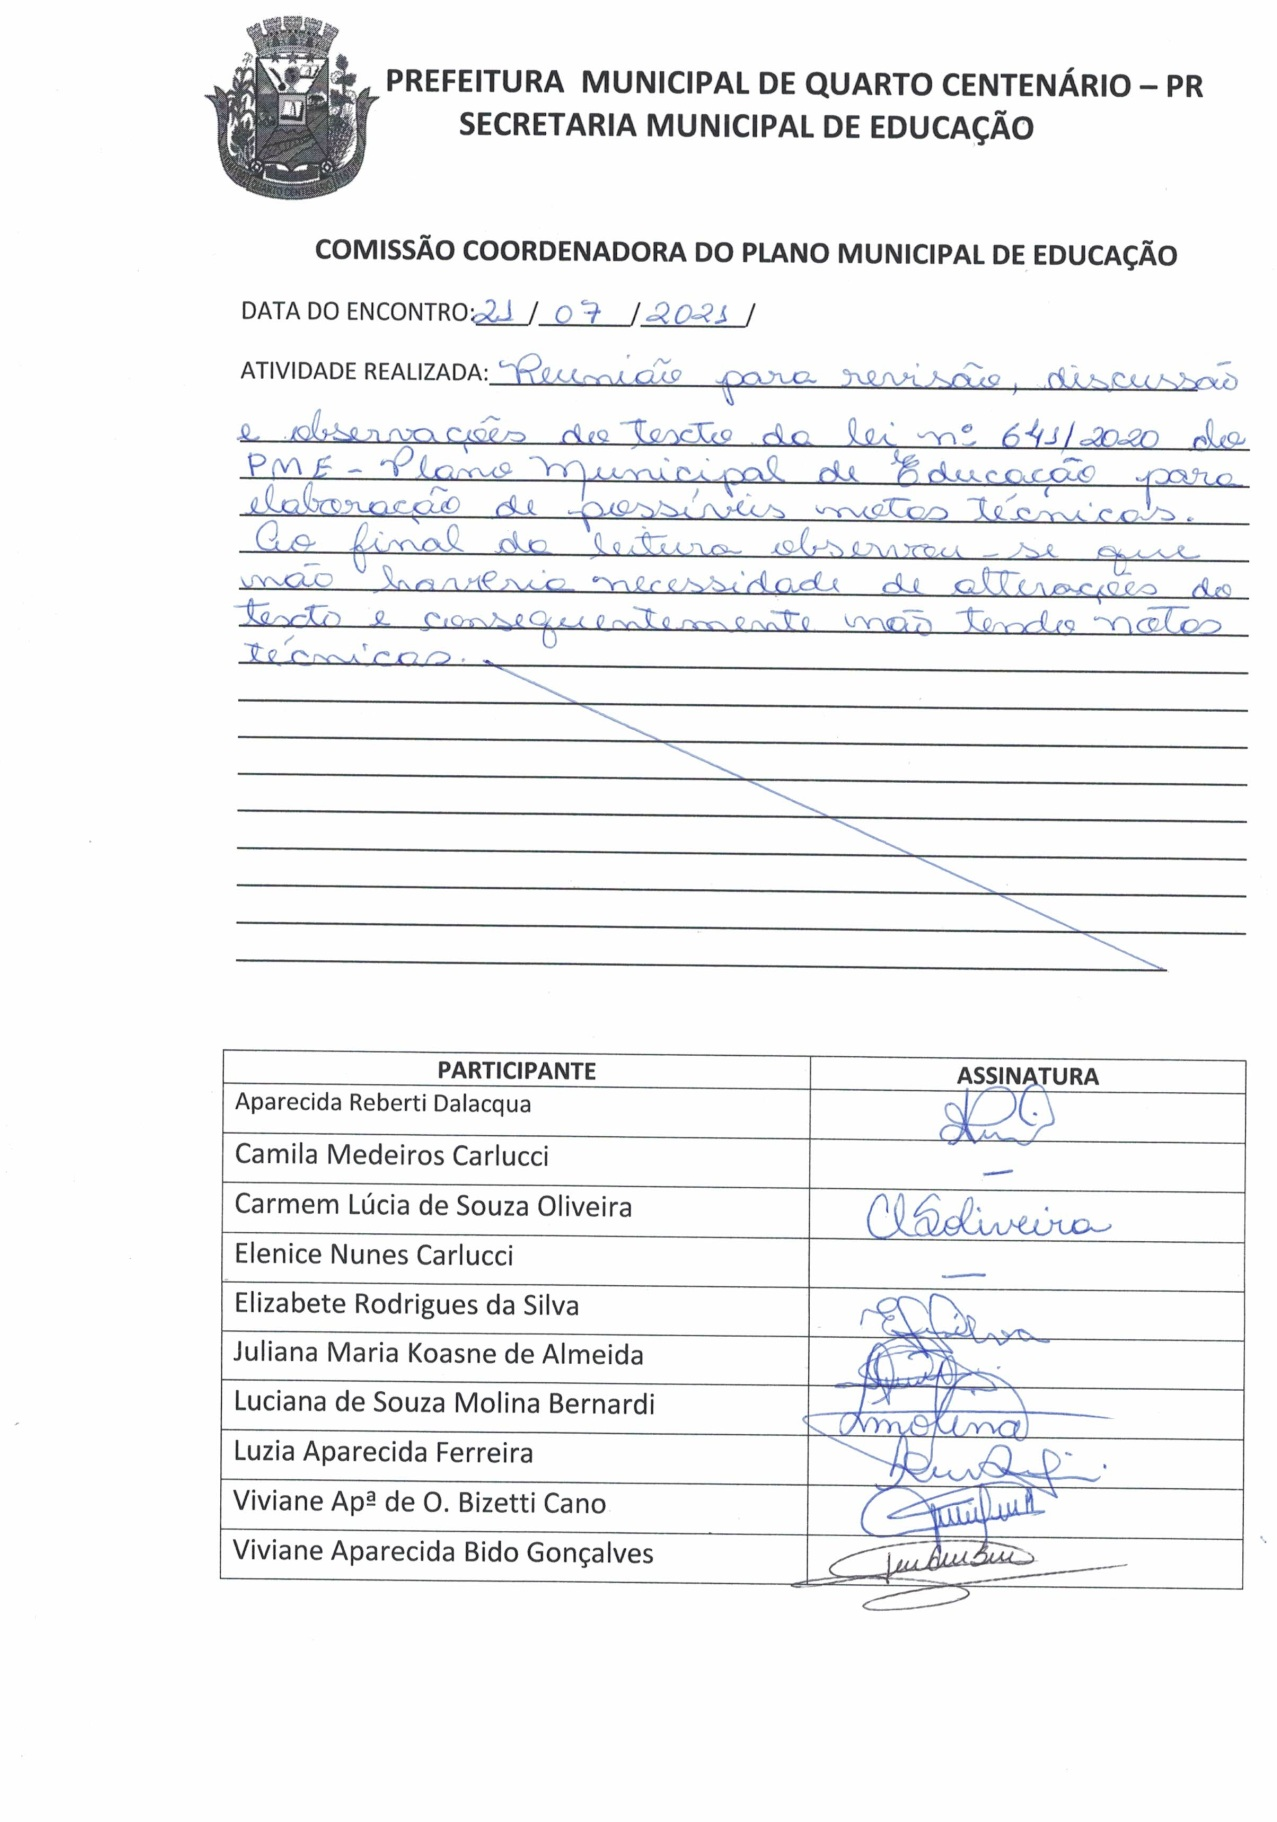 PREFEITURA MUNICIPAL DE QUARTO CENTENÁRIO – PR
SECRETARIA MUNICIPAL DE EDUCAÇÃO
QUARTO CENTENÁRIO
COMISSÃO COORDENADORA DO PLANO MUNICIPAL DE EDUCAÇÃO
DATA DO ENCONTRO: 21 / 07 / 2021 /
ATIVIDADE REALIZADA: Reunião para revisão, discussão
e observações do texto da lei nº 641/2020 do
PME - Plano Municipal de Educação para
elaboração de possíveis notas técnicas.
Ao final da leitura observou-se que
não haveria necessidade de alterações do
texto e consequentemente não tendo notas
técnicas.
PARTICIPANTE ASSINATURA
Aparecida Reberti Dalacqua
Camila Medeiros Carlucci —
Carmem Lúcia de Souza Oliveira CLSOliveira
Elenice Nunes Carlucci —
Elizabete Rodrigues da Silva
Juliana Maria Koasne de Almeida
Luciana de Souza Molina Bernardi Lmolina
Luzia Aparecida Ferreira
Viviane Apª de O. Bizetti Cano
Viviane Aparecida Bido Gonçalves